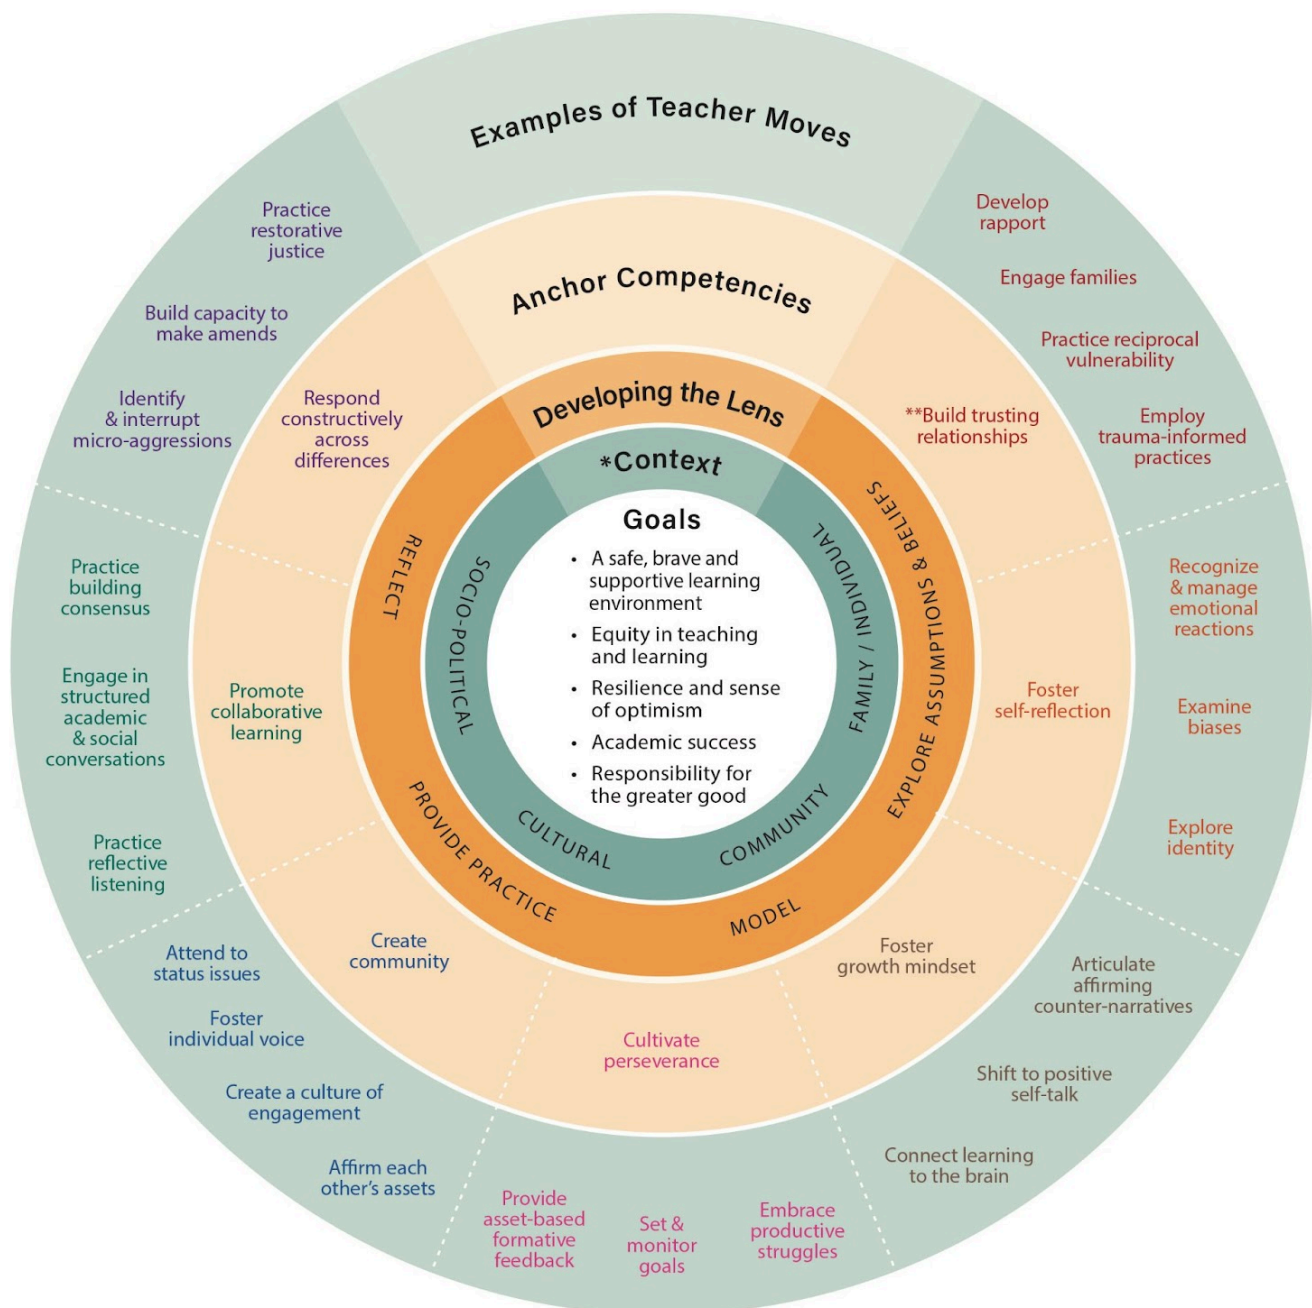 Examples of Teacher Moves
Anchor Competencies
Developing the Lens
*Context
Goals
• A safe, brave and
supportive learning
environment
• Equity in teaching
and learning
• Resilience and sense
of optimism
• Academic success
• Responsibility for
the greater good
FAMILY / INDIVIDUAL
COMMUNITY
CULTURAL
SOCIO-POLITICAL
EXPLORE ASSUMPTIONS & BELIEFS
MODEL
PROVIDE PRACTICE
REFLECT
**Build trusting
relationships
Develop
rapport
Engage families
Practice reciprocal
vulnerability
Employ
trauma-informed
practices
Foster
self-reflection
Recognize
& manage
emotional
reactions
Examine
biases
Explore
identity
Foster
growth mindset
Articulate
affirming
counter-narratives
Shift to positive
self-talk
Connect learning
to the brain
Cultivate
perseverance
Embrace
productive
struggles
Set &
monitor
goals
Provide
asset-based
formative
feedback
Create
community
Affirm each
other's assets
Create a culture of
engagement
Foster
individual voice
Attend to
status issues
Promote
collaborative
learning
Practice
reflective
listening
Engage in
structured
academic
& social
conversations
Practice
building
consensus
Respond
constructively
across
differences
Identify
& interrupt
micro-aggressions
Build capacity to
make amends
Practice
restorative
justice